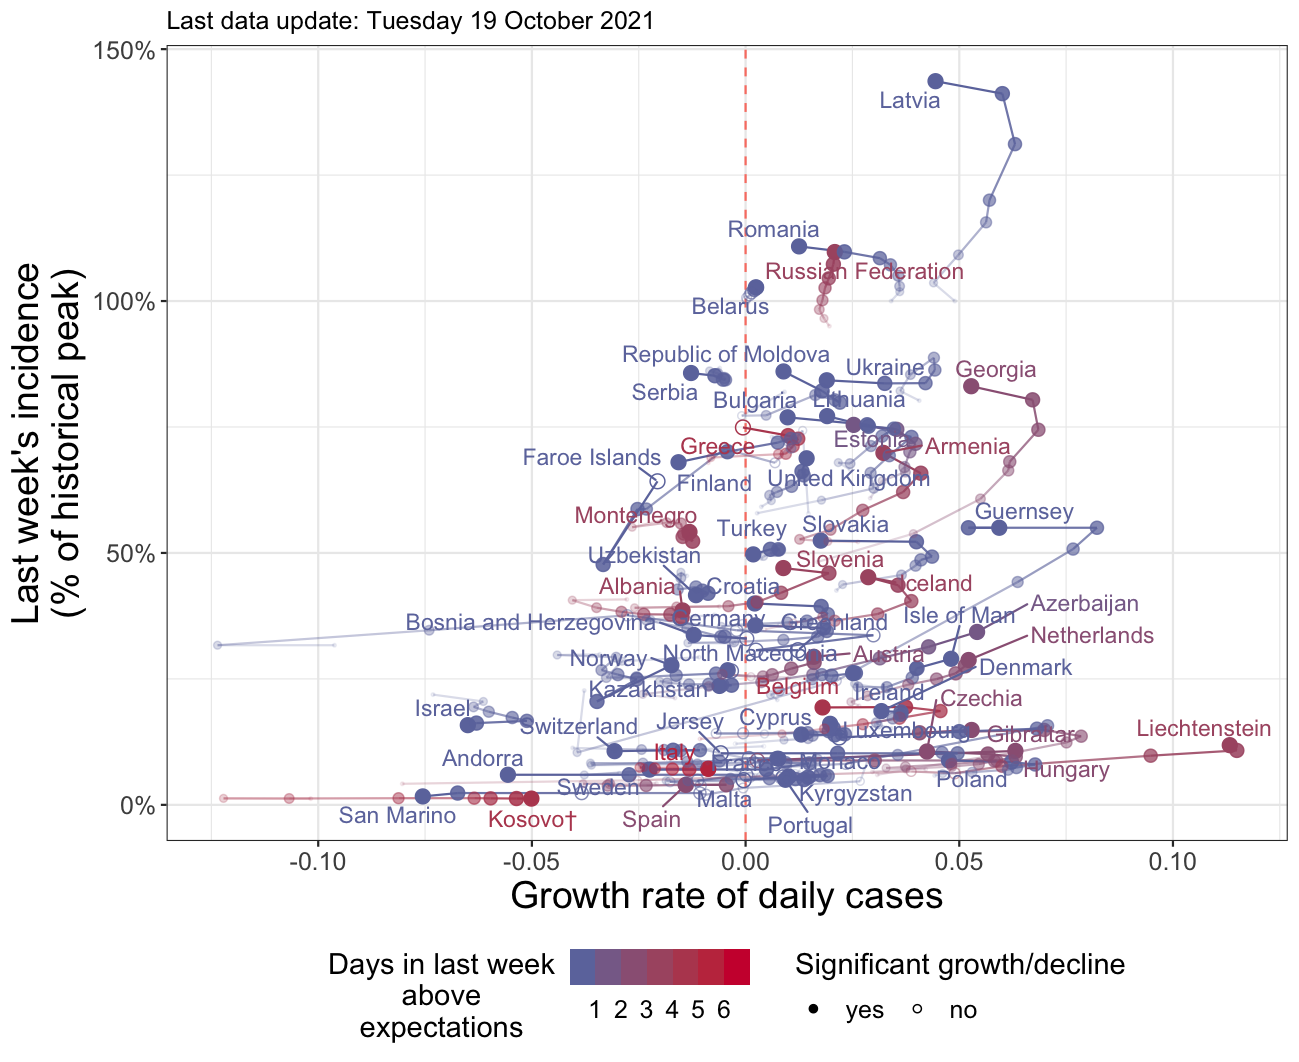 Last data update: Tuesday 19 October 2021
150%
100%
50%
0%
Last week's incidence
(% of historical peak)
Latvia
Romania
Russian Federation
Belarus
Republic of Moldova
Ukraine
Georgia
Serbia
Bulgaria
Lithuania
Greece
Estonia
Armenia
Faroe Islands
Finland
United Kingdom
Montenegro
Turkey
Slovakia
Guernsey
Uzbekistan
Slovenia
Albania
Croatia
Iceland
Bosnia and Herzegovina
Germany
Greenland
Isle of Man
Azerbaijan
Netherlands
Norway
North Macedonia
Austria
Denmark
Kazakhstan
Belgium
Ireland
Czechia
Israel
Switzerland
Jersey
Cyprus
Luxembourg
Gibraltar
Liechtenstein
Andorra
Italy
France
Monaco
Hungary
Poland
Sweden
Malta
Kyrgyzstan
San Marino
Kosovo†
Spain
Portugal
-0.10
-0.05
0.00
0.05
0.10
Growth rate of daily cases
Days in last week
above
expectations
1 2 3 4 5 6
Significant growth/decline
yes
no